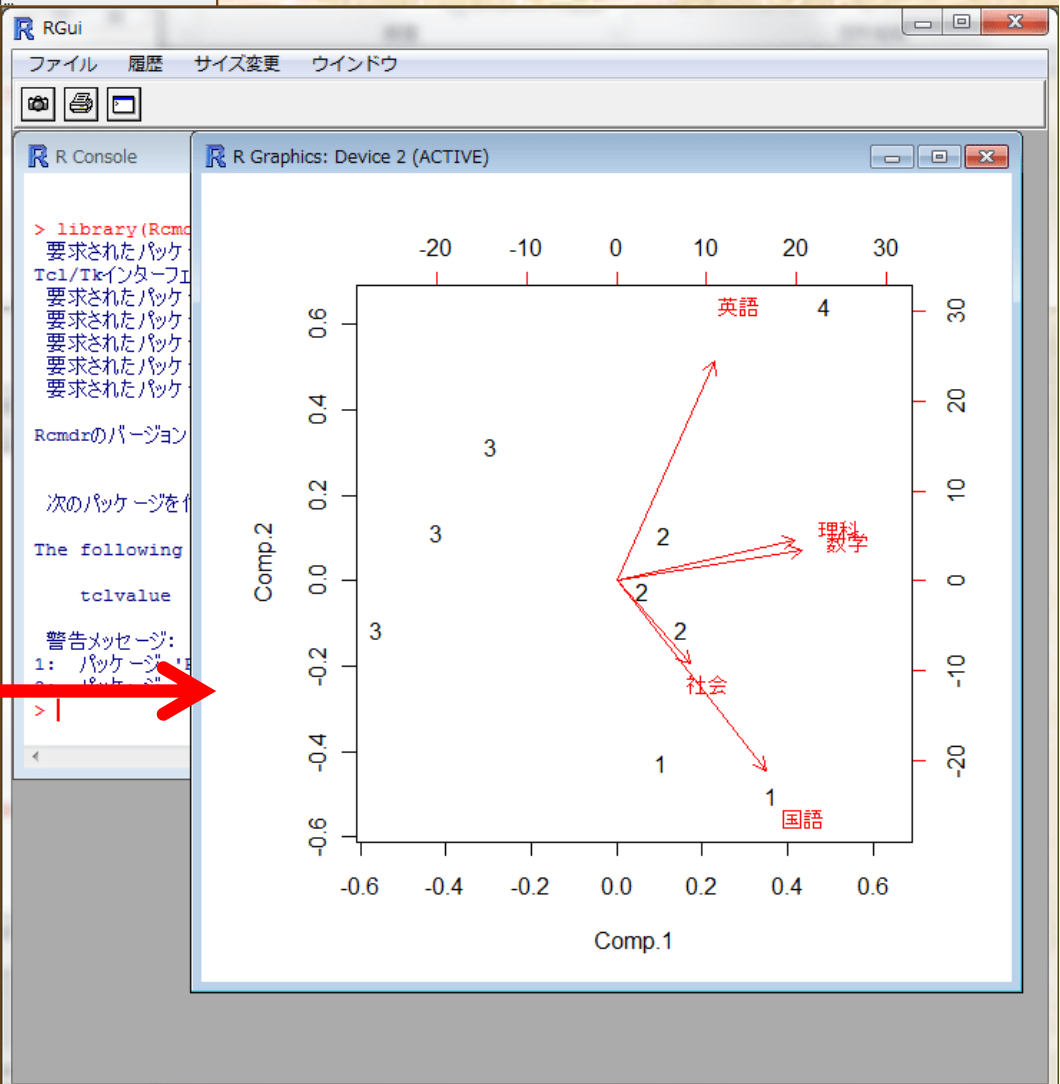 RGui
ファイル 履歴 サイズ変更 ウインドウ
R Console
> library(Rcmd
要求されたパッケ
Tcl/Tkインターフェ
要求されたパッケ
要求されたパッケ
要求されたパッケ
要求されたパッケ
要求されたパッケ
Rcmdrのバージョン
次のパッケージを
The following
tclvalue
警告メッセージ:
1: パッケージ
2: パッケージ
>
R Graphics: Device 2 (ACTIVE)
-20 -10 0 10 20 30
英語 4
3
3 2 理科
数学
2
3 2
社会
1
1
国語
0.6 0.4 0.2 0.0 -0.2 -0.4 -0.6
Comp.2
30 20 10 0 -10 -20
-0.6 -0.4 -0.2 0.0 0.2 0.4 0.6
Comp.1